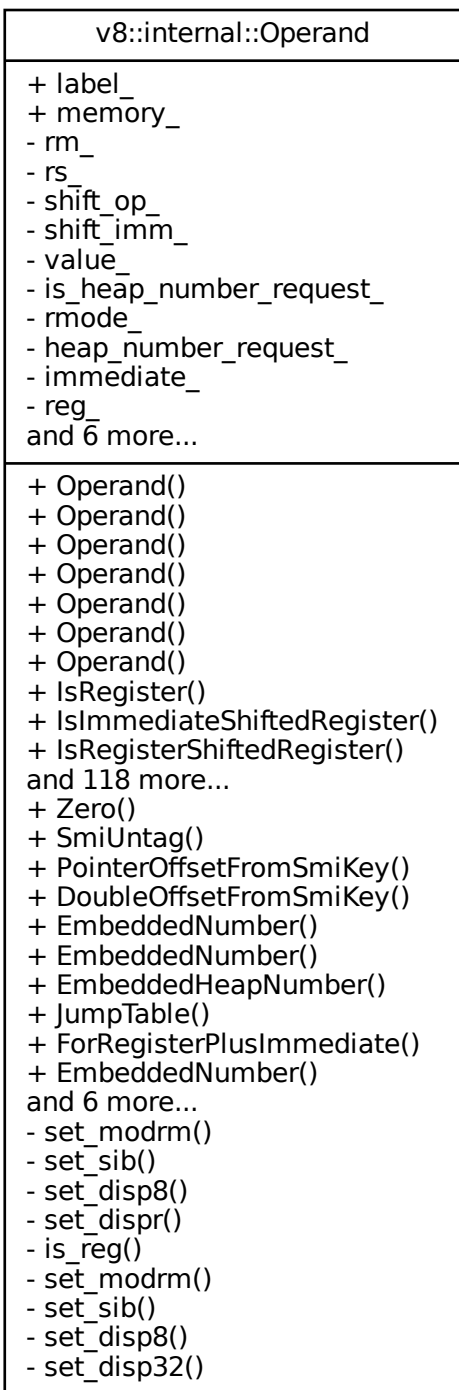 v8::internal::Operand
+ label_
+ memory_
- rm_
- rs_
- shift_op_
- shift_imm_
- value_
- is_heap_number_request_
- rmode_
- heap_number_request_
- immediate_
- reg_
and 6 more...
+ Operand()
+ Operand()
+ Operand()
+ Operand()
+ Operand()
+ Operand()
+ Operand()
+ IsRegister()
+ IsImmediateShiftedRegister()
+ IsRegisterShiftedRegister()
and 118 more...
+ Zero()
+ SmiUntag()
+ PointerOffsetFromSmiKey()
+ DoubleOffsetFromSmiKey()
+ EmbeddedNumber()
+ EmbeddedNumber()
+ EmbeddedHeapNumber()
+ JumpTable()
+ ForRegisterPlusImmediate()
+ EmbeddedNumber()
and 6 more...
- set_modrm()
- set_sib()
- set_disp8()
- set_dispr()
- is_reg()
- set_modrm()
- set_sib()
- set_disp8()
- set_disp32()